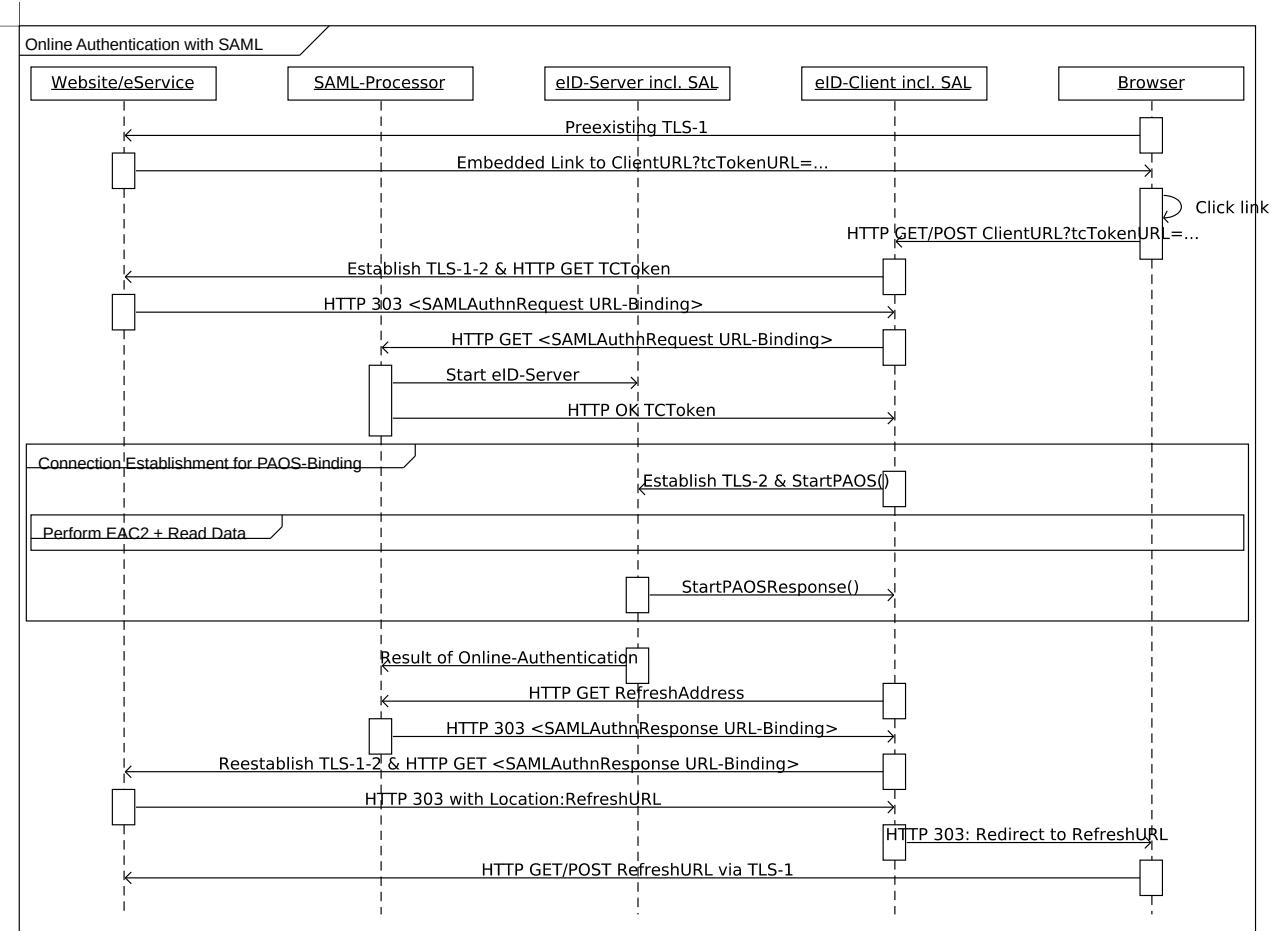 Online Authentication with SAML
Website/eService
SAML-Processor
eID-Server incl. SAL
eID-Client incl. SAL
Browser
Preexisting TLS-1
Embedded Link to ClientURL?tcTokenURL=...
Click link
HTTP GET/POST ClientURL?tcTokenURL=...
Establish TLS-1-2 & HTTP GET TCToken
HTTP 303 <SAMLAuthnRequest URL-Binding>
HTTP GET <SAMLAuthnRequest URL-Binding>
Start eID-Server
HTTP OK TCToken
Connection Establishment for PAOS-Binding
Establish TLS-2 & StartPAOS()
Perform EAC2 + Read Data
StartPAOSResponse()
Result of Online-Authentication
HTTP GET RefreshAddress
HTTP 303 <SAMLAuthnResponse URL-Binding>
Reestablish TLS-1-2 & HTTP GET <SAMLAuthnResponse URL-Binding>
HTTP 303 with Location:RefreshURL
HTTP 303: Redirect to RefreshURL
HTTP GET/POST RefreshURL via TLS-1